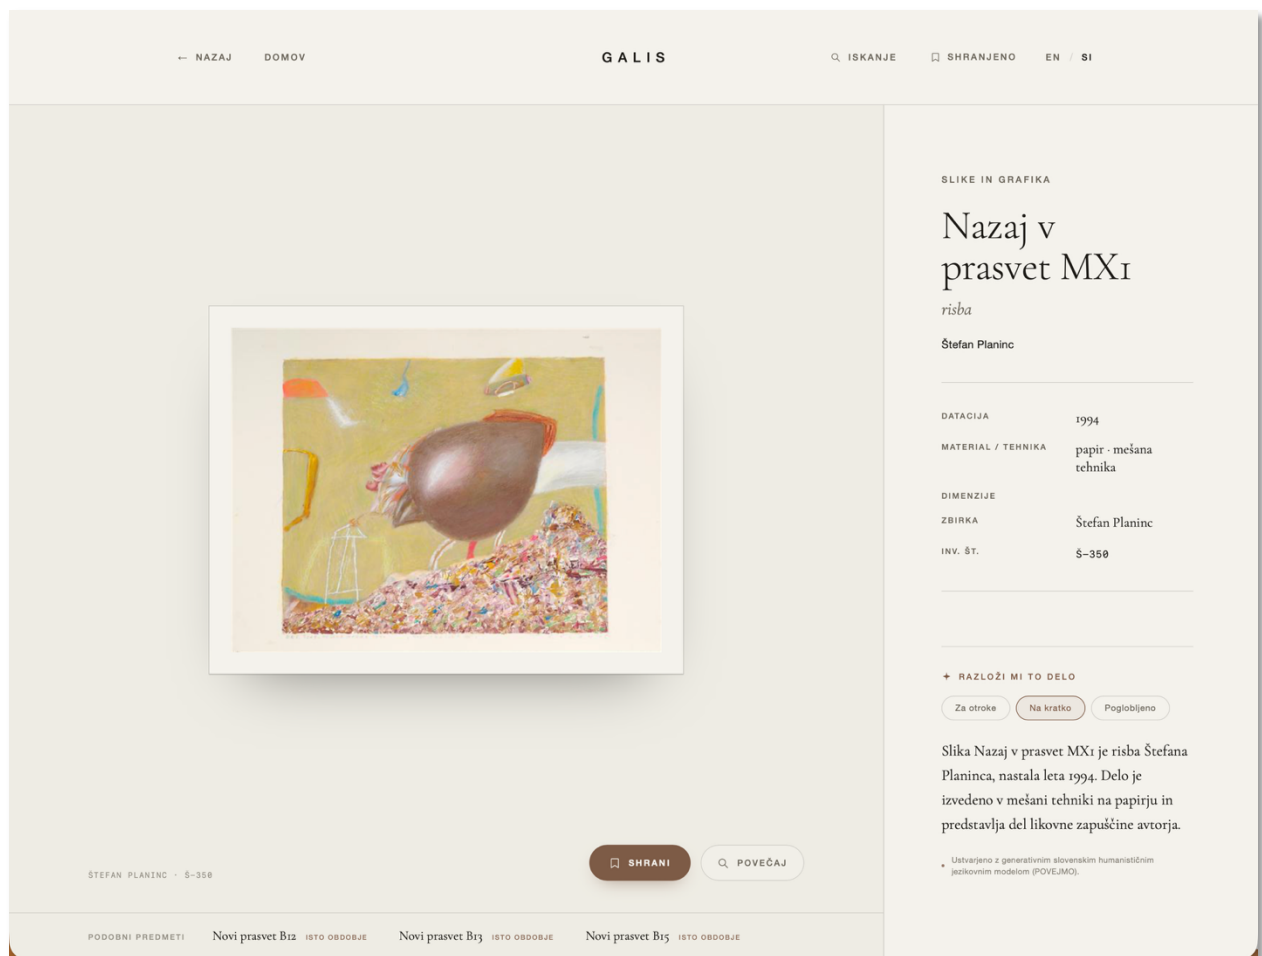 ← NAZAJ DOMOV GALIS ISKANJE SHRANJENO EN / SI
SLIKE IN GRAFIKA
Nazaj v
prasvet MX1
risba
Štefan Planinc
DATACIJA 1994
MATERIAL / TEHNIKA papir · mešana
tehnika
DIMENZIJE
ZBIRKA Štefan Planinc
INV. ŠT. Š-350
RAZLOŽI MI TO DELO
Za otroke Na kratko Poglobljeno
Slika Nazaj v prasvet MX1 je risba Štefana
Planinca, nastala leta 1994. Delo je
izvedeno v mešani tehniki na papirju in
predstavlja del likovne zapuščine avtorja.
Ustvarjeno z generativnim slovenskim humanističnim
jezikovnim modelom (POVEJMO).
SHRANI POVEČAJ
ŠTEFAN PLANINC · Š-350
PODOBNI PREDMETI Novi prasvet B12 ISTO OBDOBJE Novi prasvet B13 ISTO OBDOBJE Novi prasvet B15 ISTO OBDOBJE